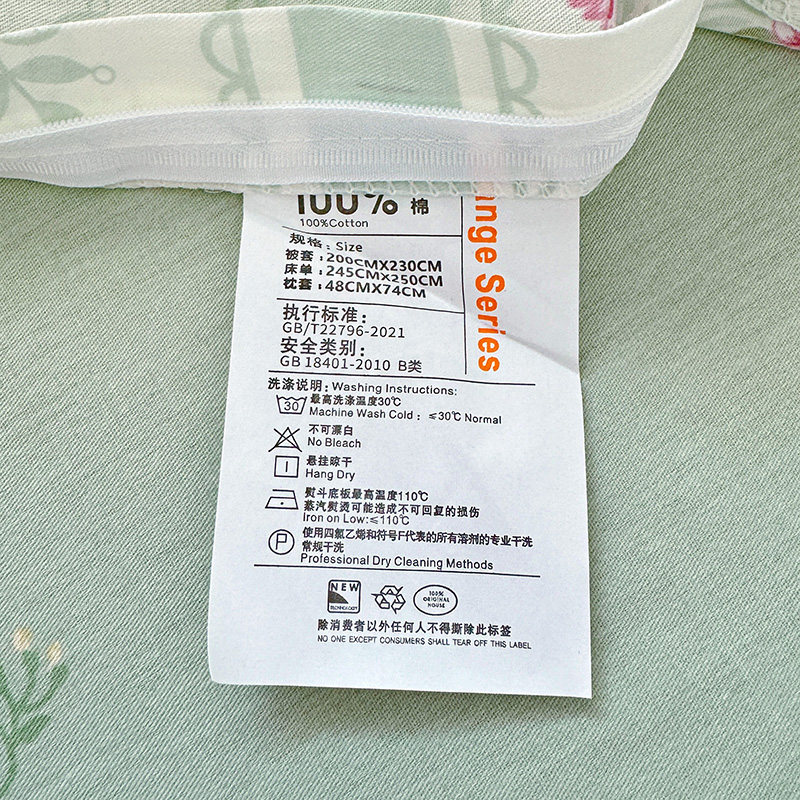 100% 棉
100%Cotton
规格：Size
被套：200CMX230CM
床单：245CMX250CM
枕套：48CMX74CM
执行标准：
GB/T22796-2021
安全类别：
GB 18401-2010 B类
ange Series
洗涤说明：Washing Instructions:
30
最高洗涤温度30℃
Machine Wash Cold：≤30℃ Normal
不可漂白
No Bleach
悬挂晾干
Hang Dry
熨斗底板最高温度110℃
蒸汽熨烫可能造成不可回复的损伤
Iron on Low:≤110℃
P
使用四氯乙烯和符号F代表的所有溶剂的专业干洗
常规干洗
Professional Dry Cleaning Methods
NEW
TECHNOLOGY
100%
ORIGINAL
HOUSE
除消费者以外任何人不得撕除此标签
NO ONE EXCEPT CONSUMERS SHALL TEAR OFF THIS LABEL